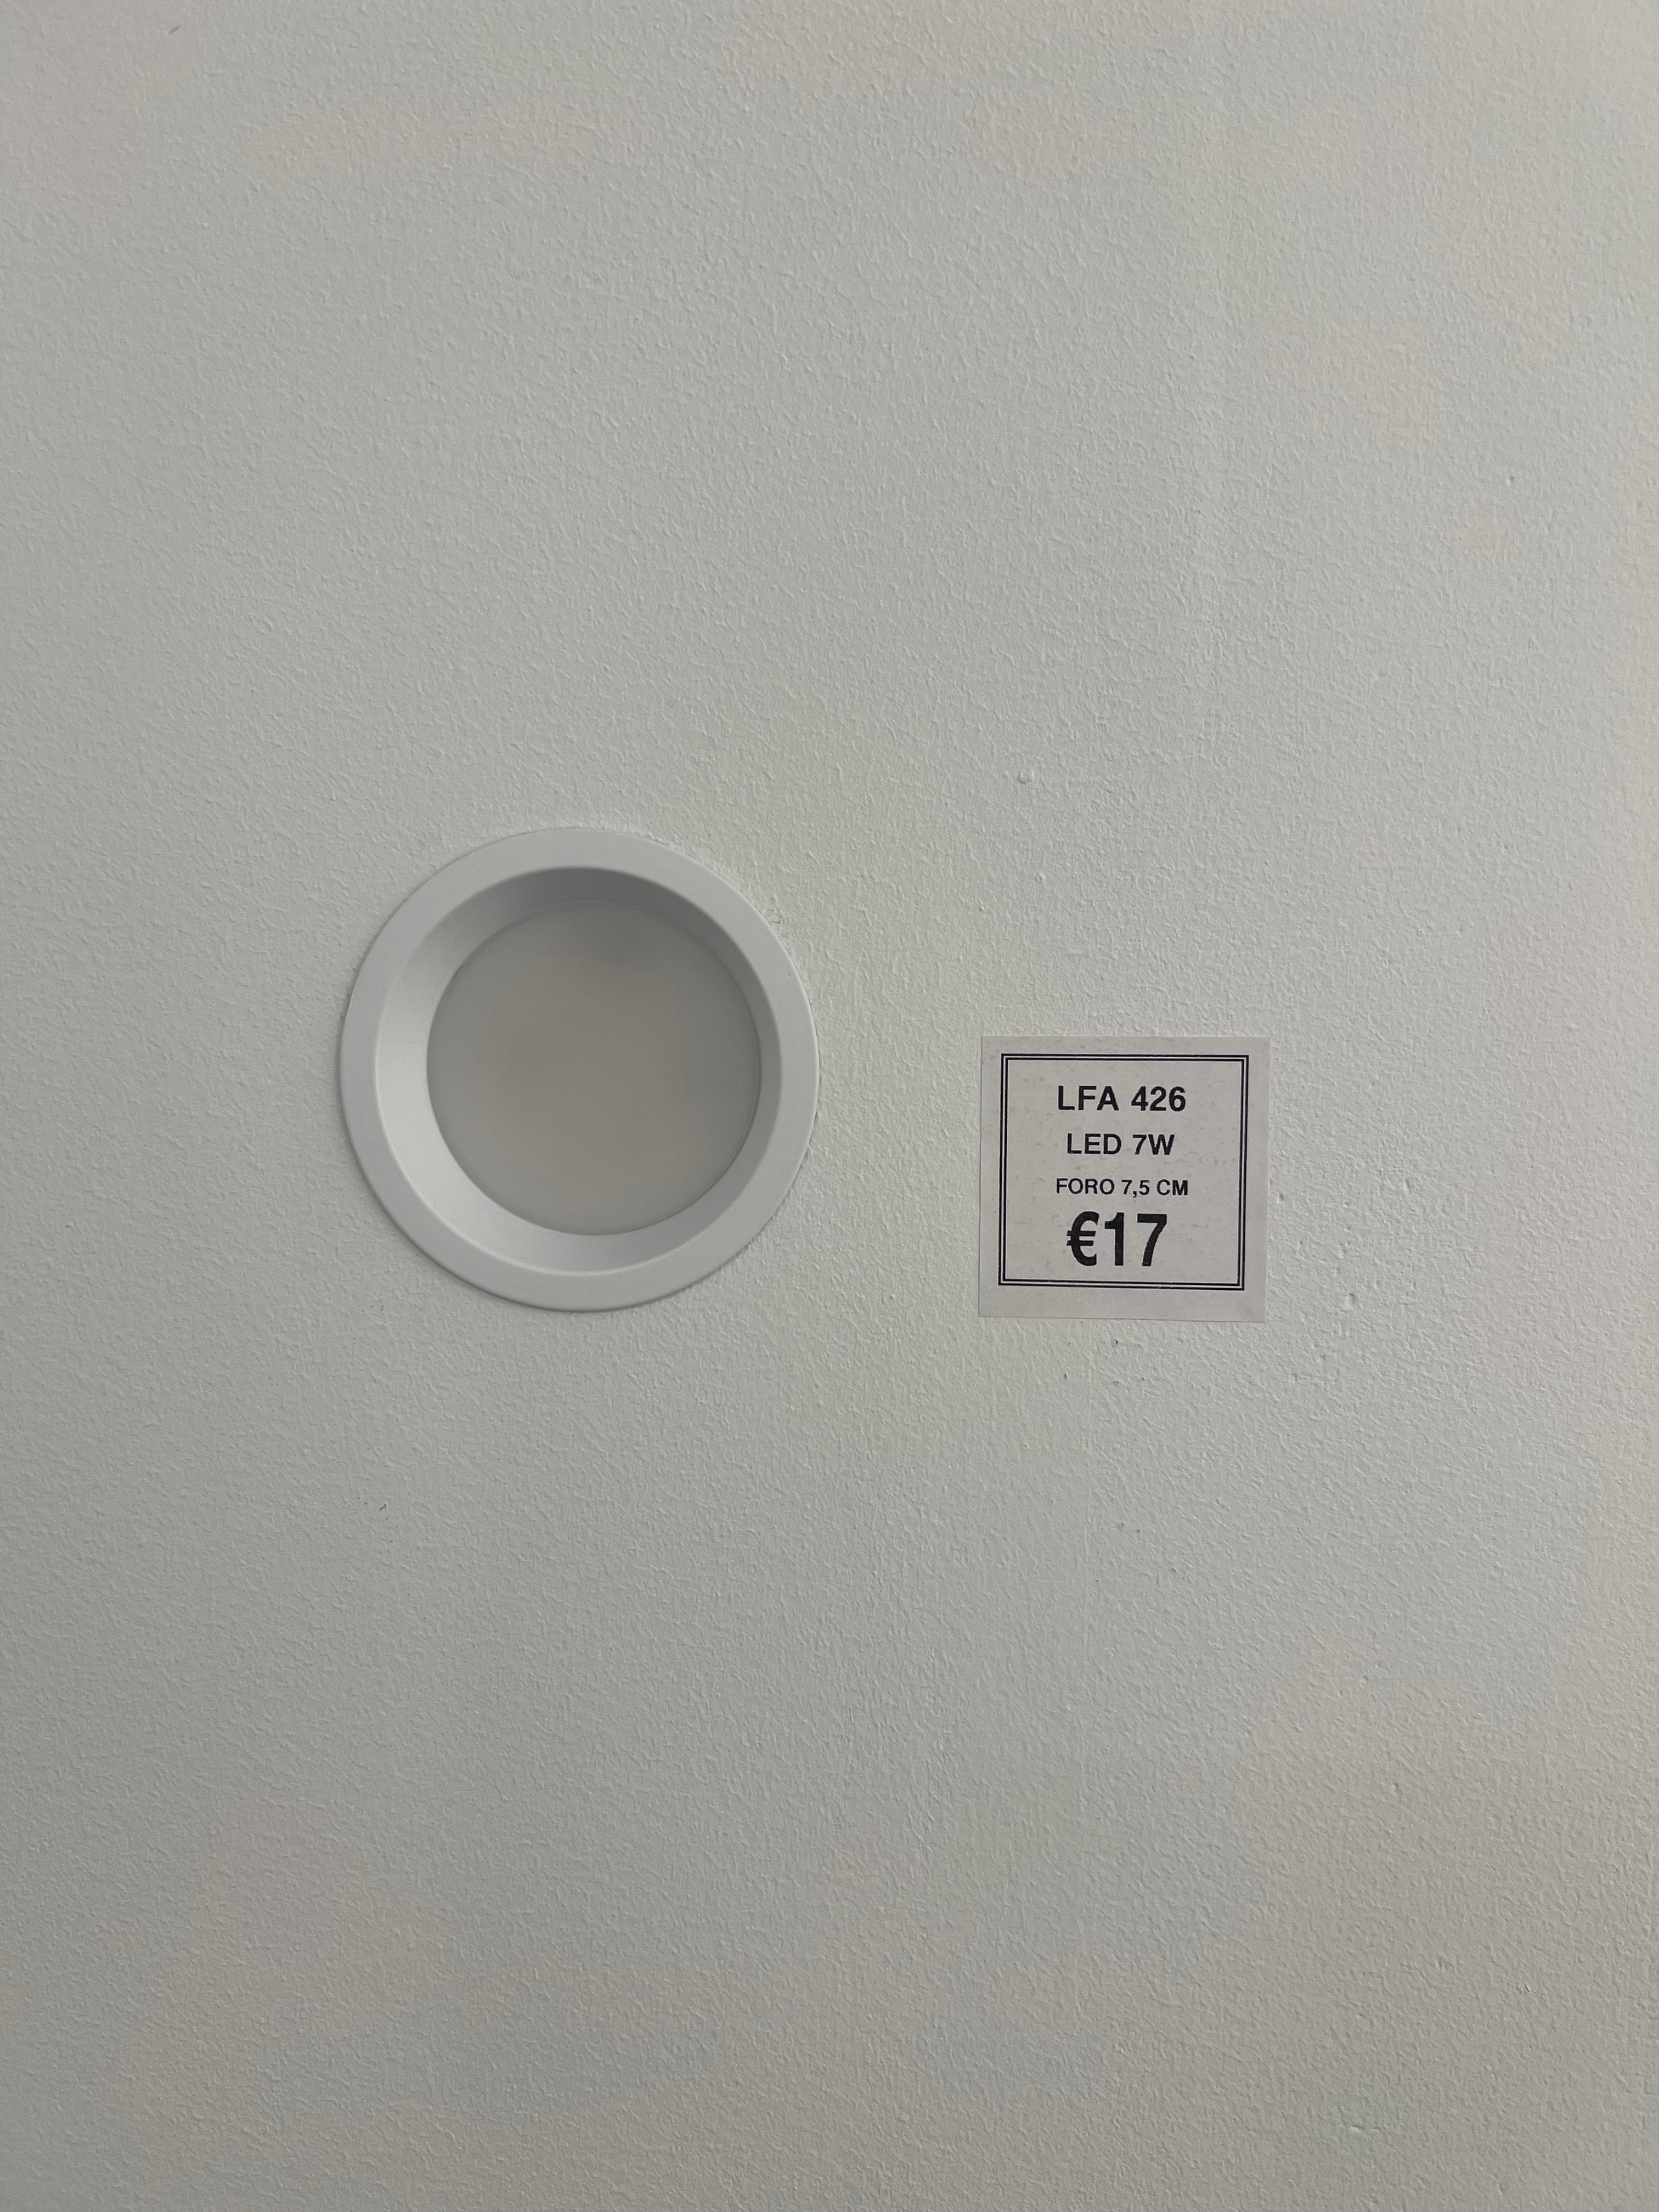 LFA 426
LED 7W
FORO 7,5 CM
€17